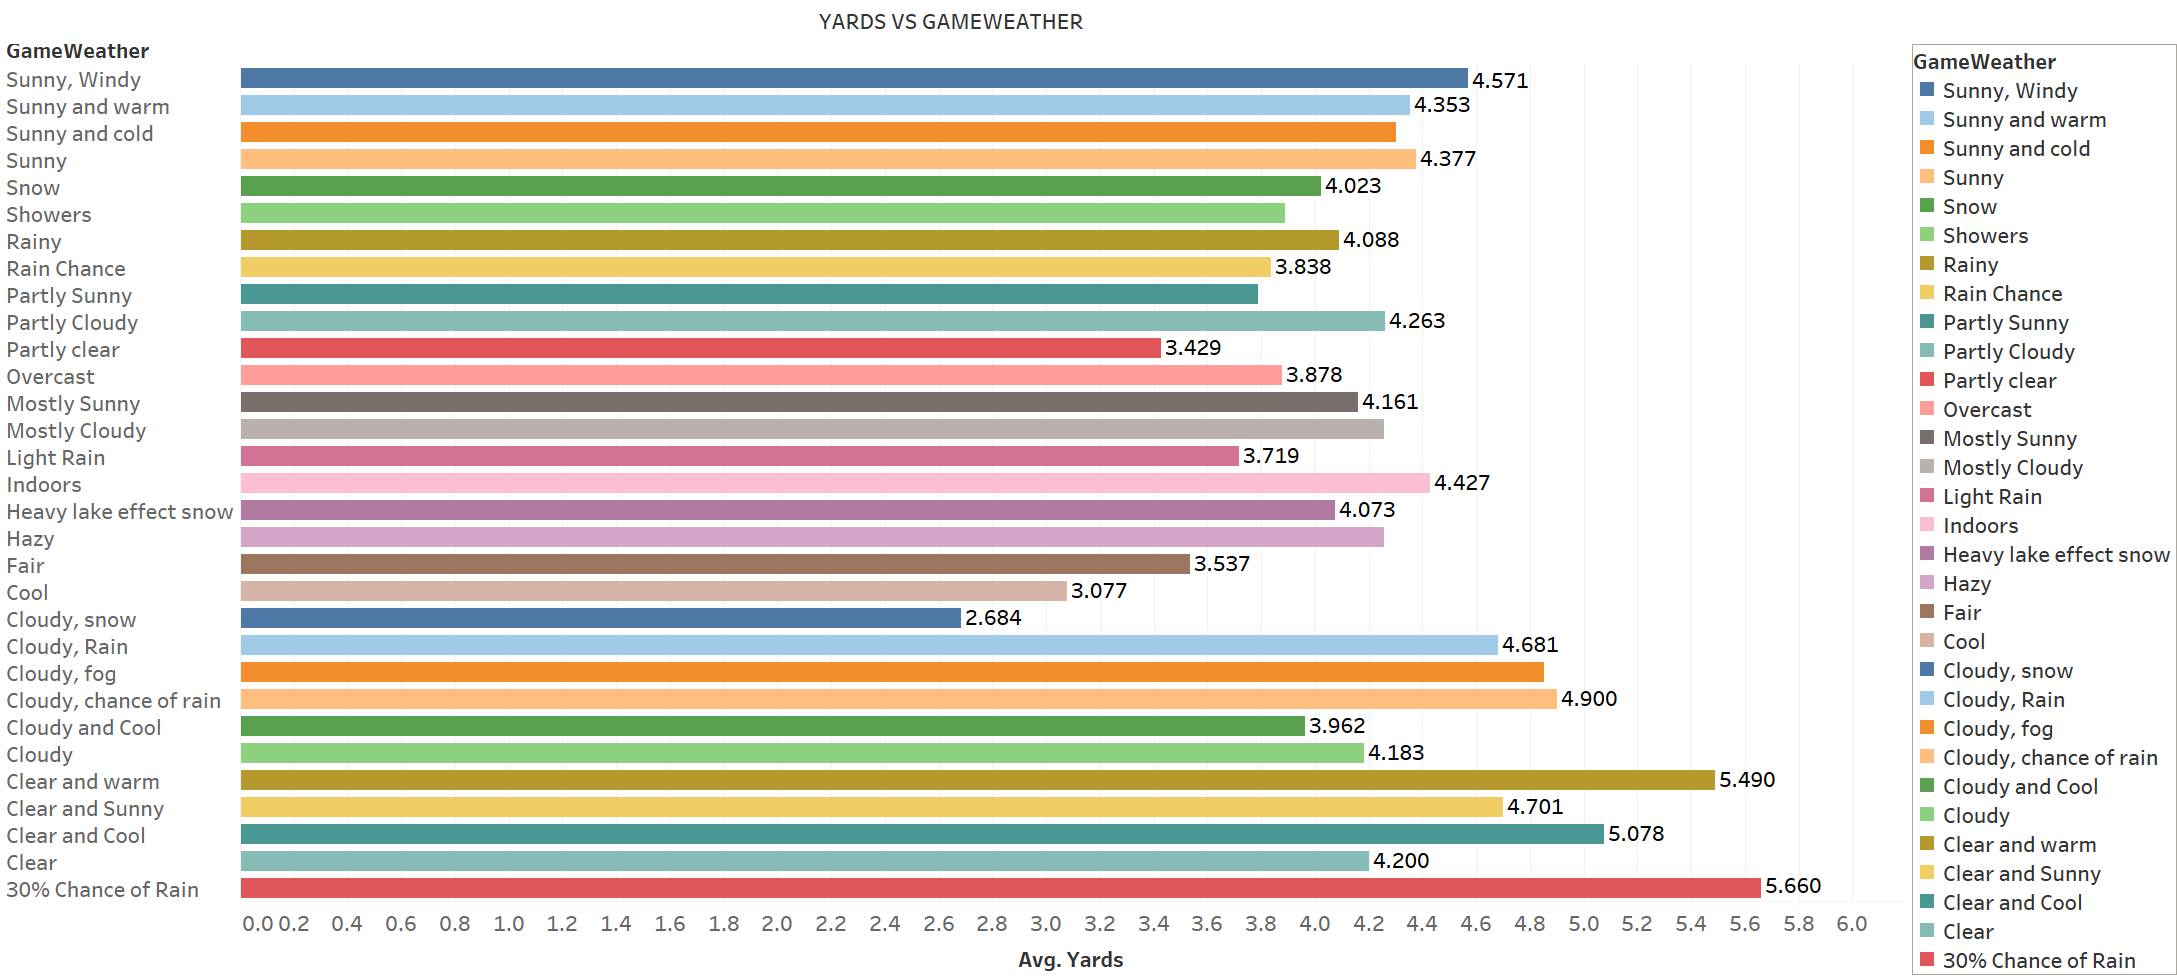 YARDS VS GAMEWEATHER
GameWeather
Sunny, Windy 4.571
Sunny and warm 4.353
Sunny and cold
Sunny 4.377
Snow 4.023
Showers
Rainy 4.088
Rain Chance 3.838
Partly Sunny
Partly Cloudy 4.263
Partly clear 3.429
Overcast 3.878
Mostly Sunny 4.161
Mostly Cloudy
Light Rain 3.719
Indoors 4.427
Heavy lake effect snow 4.073
Hazy
Fair 3.537
Cool 3.077
Cloudy, snow 2.684
Cloudy, Rain 4.681
Cloudy, fog
Cloudy, chance of rain 4.900
Cloudy and Cool 3.962
Cloudy 4.183
Clear and warm 5.490
Clear and Sunny 4.701
Clear and Cool 5.078
Clear 4.200
30% Chance of Rain 5.660
0.0 0.2 0.4 0.6 0.8 1.0 1.2 1.4 1.6 1.8 2.0 2.2 2.4 2.6 2.8 3.0 3.2 3.4 3.6 3.8 4.0 4.2 4.4 4.6 4.8 5.0 5.2 5.4 5.6 5.8 6.0
Avg. Yards
GameWeather
Sunny, Windy
Sunny and warm
Sunny and cold
Sunny
Snow
Showers
Rainy
Rain Chance
Partly Sunny
Partly Cloudy
Partly clear
Overcast
Mostly Sunny
Mostly Cloudy
Light Rain
Indoors
Heavy lake effect snow
Hazy
Fair
Cool
Cloudy, snow
Cloudy, Rain
Cloudy, fog
Cloudy, chance of rain
Cloudy and Cool
Cloudy
Clear and warm
Clear and Sunny
Clear and Cool
Clear
30% Chance of Rain